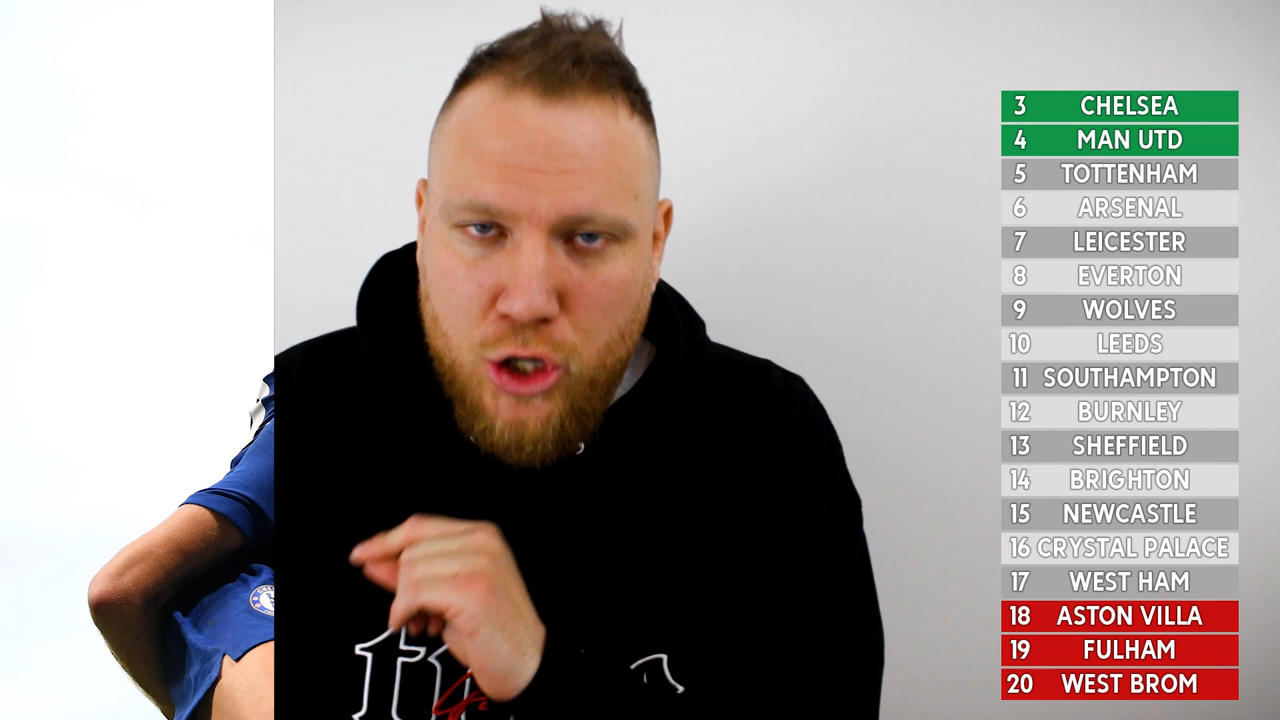 3 CHELSEA
4 MAN UTD
5 TOTTENHAM
6 ARSENAL
7 LEICESTER
8 EVERTON
9 WOLVES
10 LEEDS
11 SOUTHAMPTON
12 BURNLEY
13 SHEFFIELD
14 BRIGHTON
15 NEWCASTLE
16 CRYSTAL PALACE
17 WEST HAM
18 ASTON VILLA
19 FULHAM
20 WEST BROM